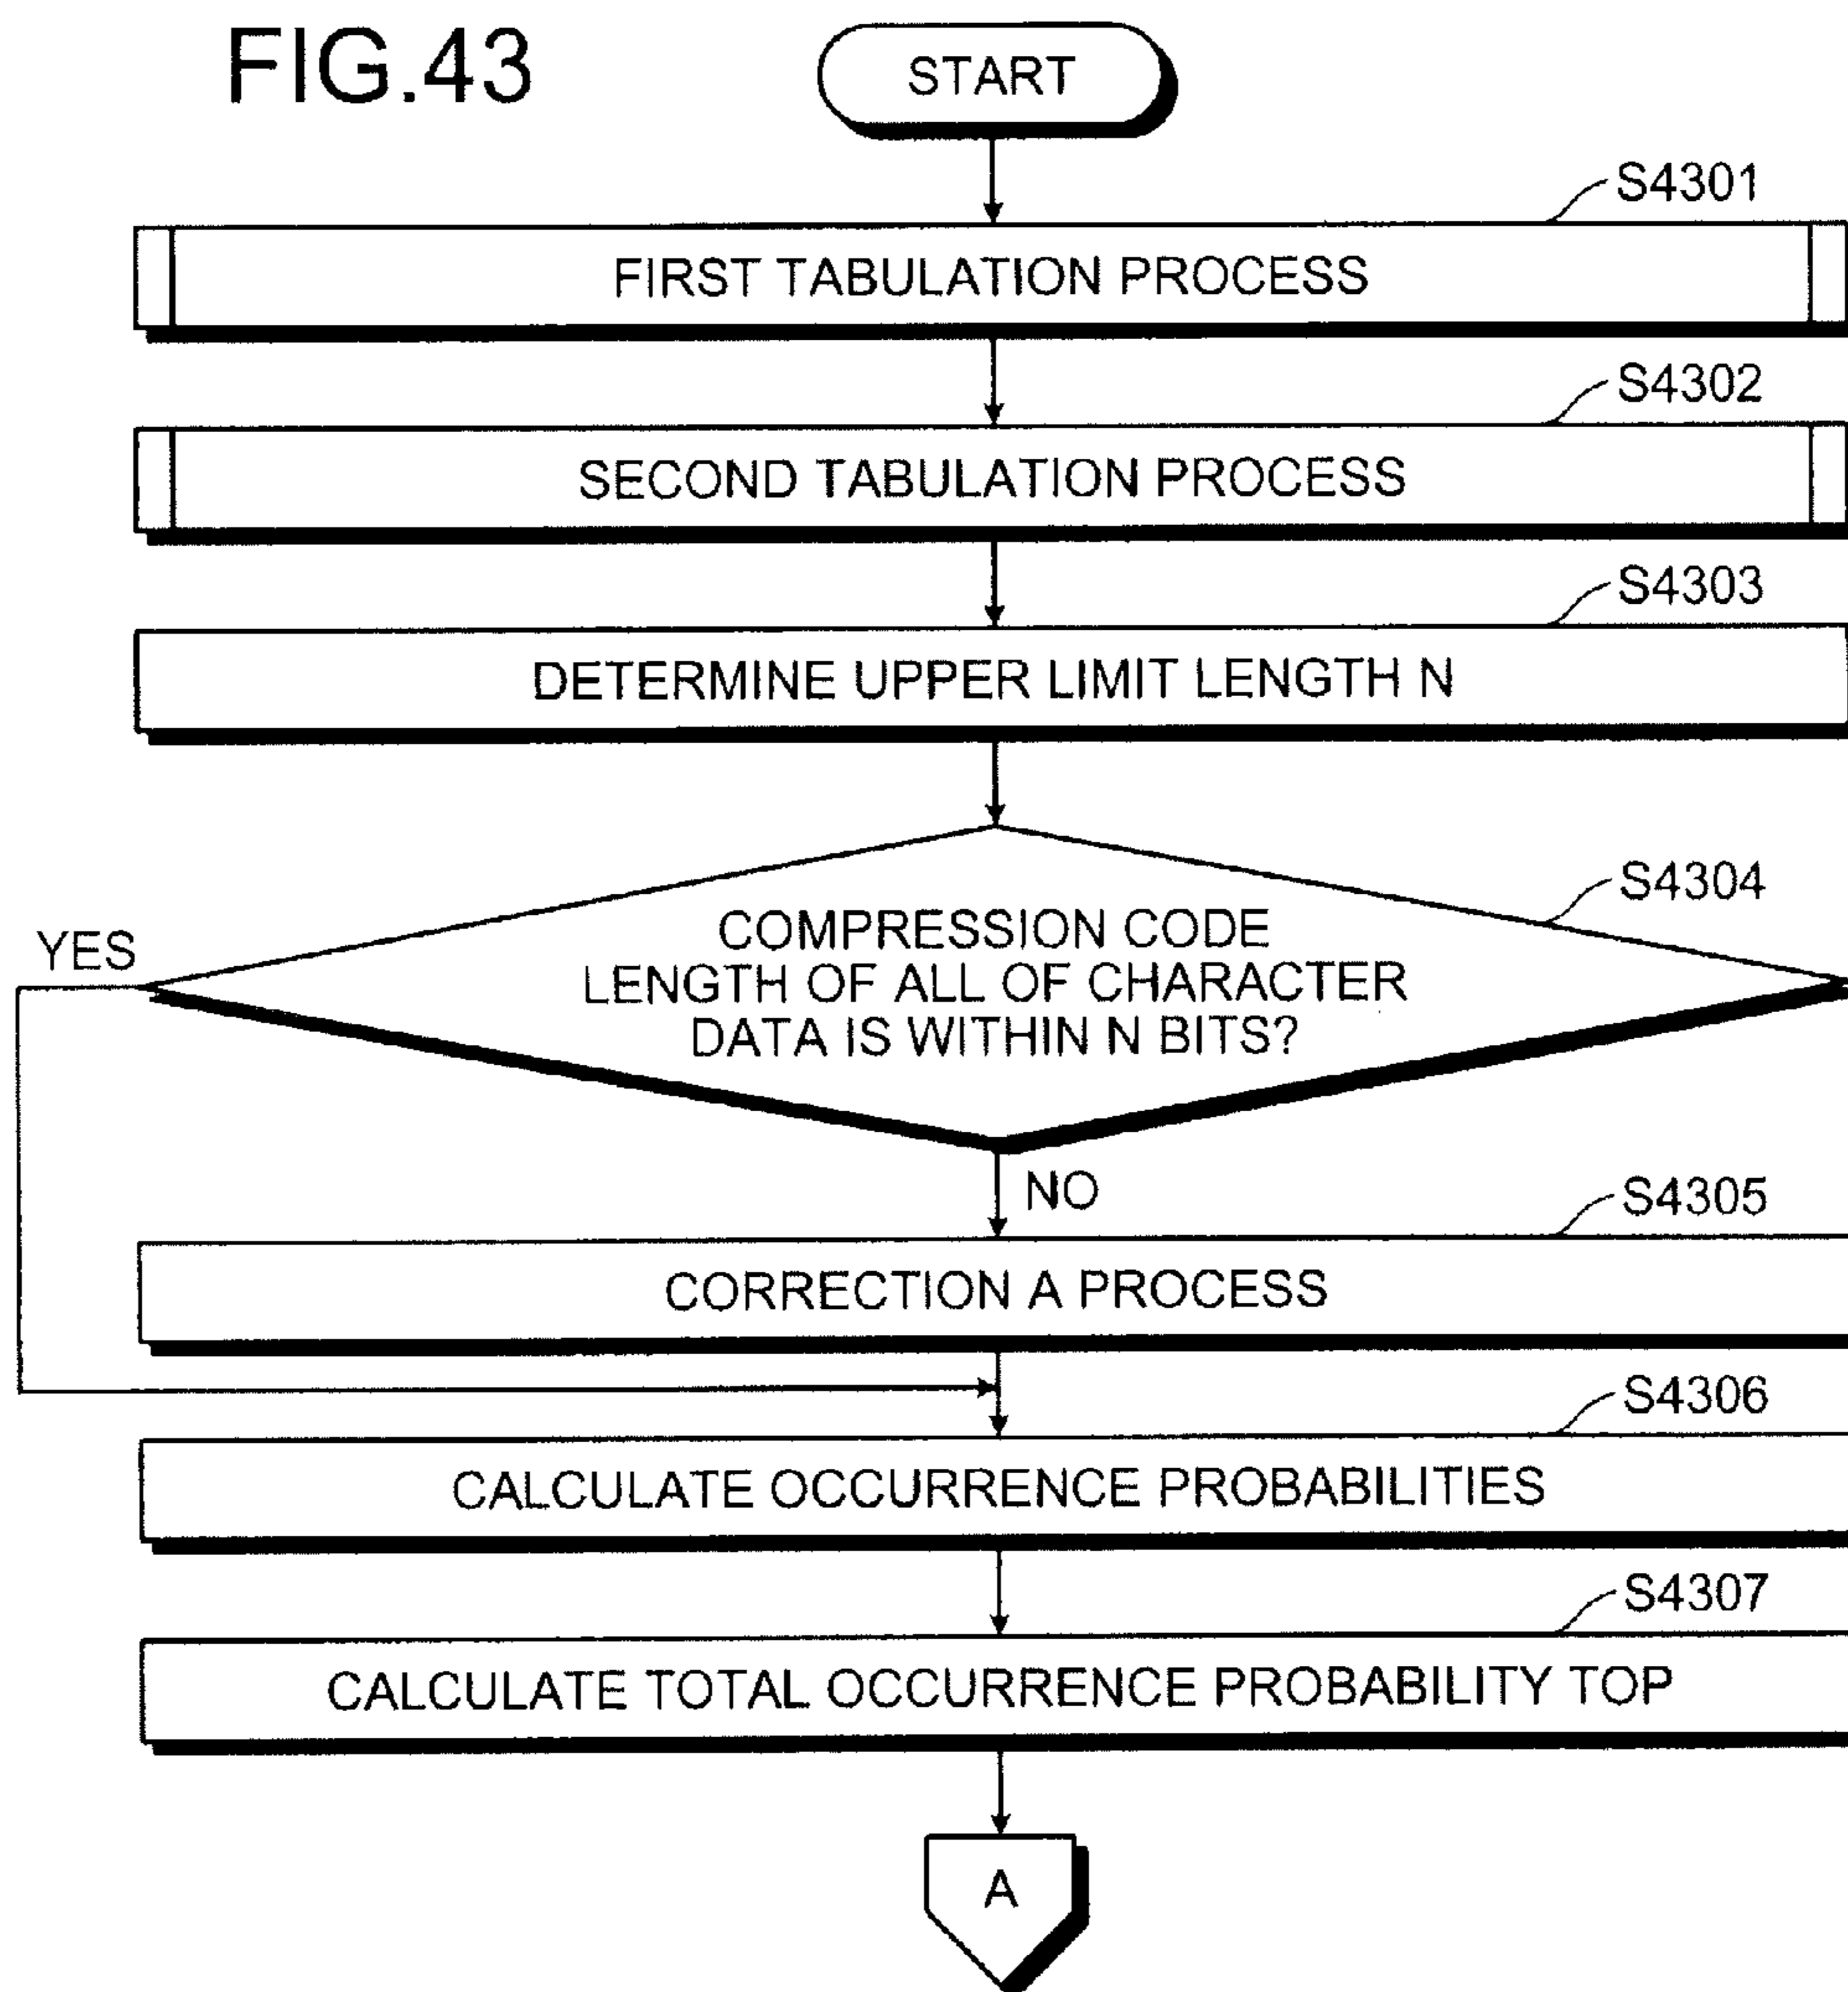 FIG.43
START
S4301
FIRST TABULATION PROCESS
S4302
SECOND TABULATION PROCESS
S4303
DETERMINE UPPER LIMIT LENGTH N
S4304
YES
COMPRESSION CODE
LENGTH OF ALL OF CHARACTER
DATA IS WITHIN N BITS?
NO
S4305
CORRECTION A PROCESS
S4306
CALCULATE OCCURRENCE PROBABILITIES
S4307
CALCULATE TOTAL OCCURRENCE PROBABILITY TOP
A